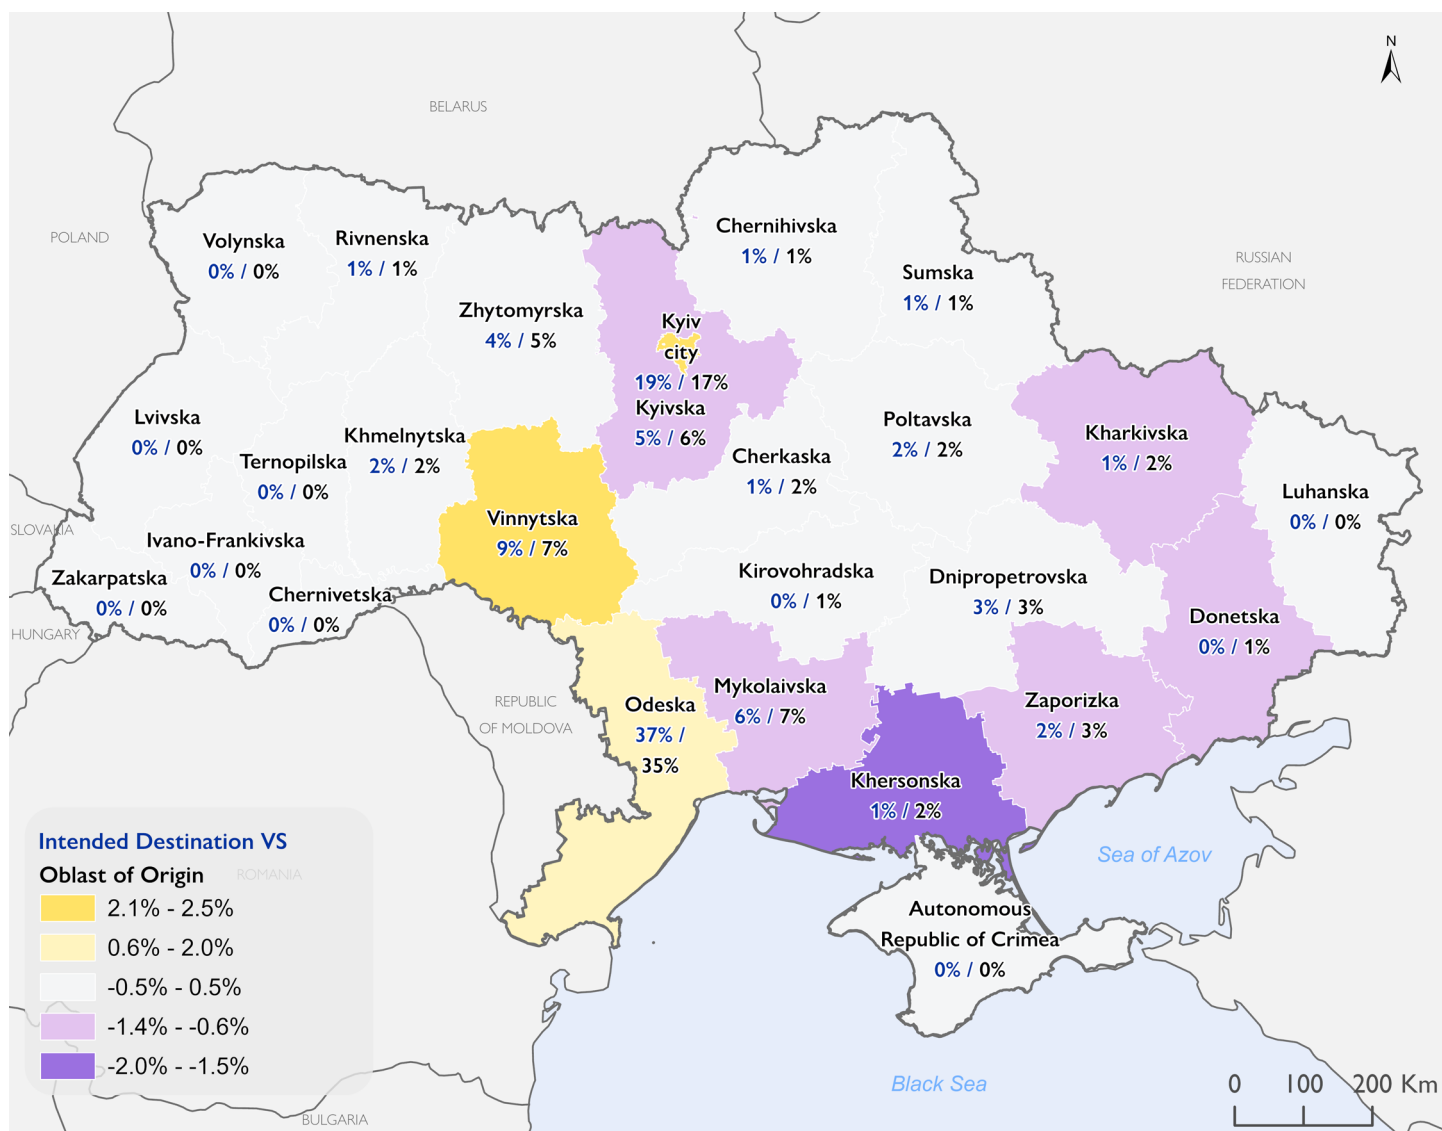 N
BELARUS
POLAND
Volynska
0% / 0%
Rivnenska
1% / 1%
Chernihivska
1% / 1%
Sumska
1% / 1%
RUSSIAN
FEDERATION
Zhytomyrska
4% / 5%
Kyiv
city
19% / 17%
Kyivska
5% / 6%
Lvivska
0% / 0%
Khmelnytska
2% / 2%
Ternopilska
0% / 0%
Cherkaska
1% / 2%
Poltavska
2% / 2%
Kharkivska
1% / 2%
Luhanska
0% / 0%
SLOVAKIA
Ivano-Frankivska
0% / 0%
Vinnytska
9% / 7%
Zakarpatska
0% / 0%
Chernivetska
0% / 0%
Kirovohradska
0% / 1%
Dnipropetrovska
3% / 3%
Donetska
0% / 1%
HUNGARY
REPUBLIC
OF MOLDOVA
Odeska
37% /
35%
Mykolaivska
6% / 7%
Zaporizka
2% / 3%
Khersonska
1% / 2%
Sea of Azov
Autonomous
Republic of Crimea
0% / 0%
Intended Destination VS
Oblast of Origin
ROMANIA
2.1% - 2.5%
0.6% - 2.0%
-0.5% - 0.5%
-1.4% - -0.6%
-2.0% - -1.5%
Black Sea
BULGARIA
0 100 200 Km